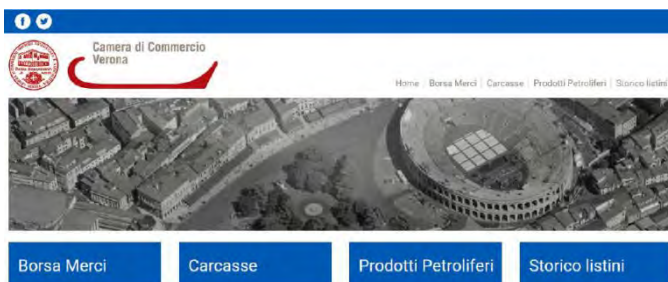 Camera di Commercio
Verona
Home | Borsa Merci | Carcasse | Prodotti Petroliferi | Storico listini
Borsa Merci
Carcasse
Prodotti Petroliferi
Storico listini